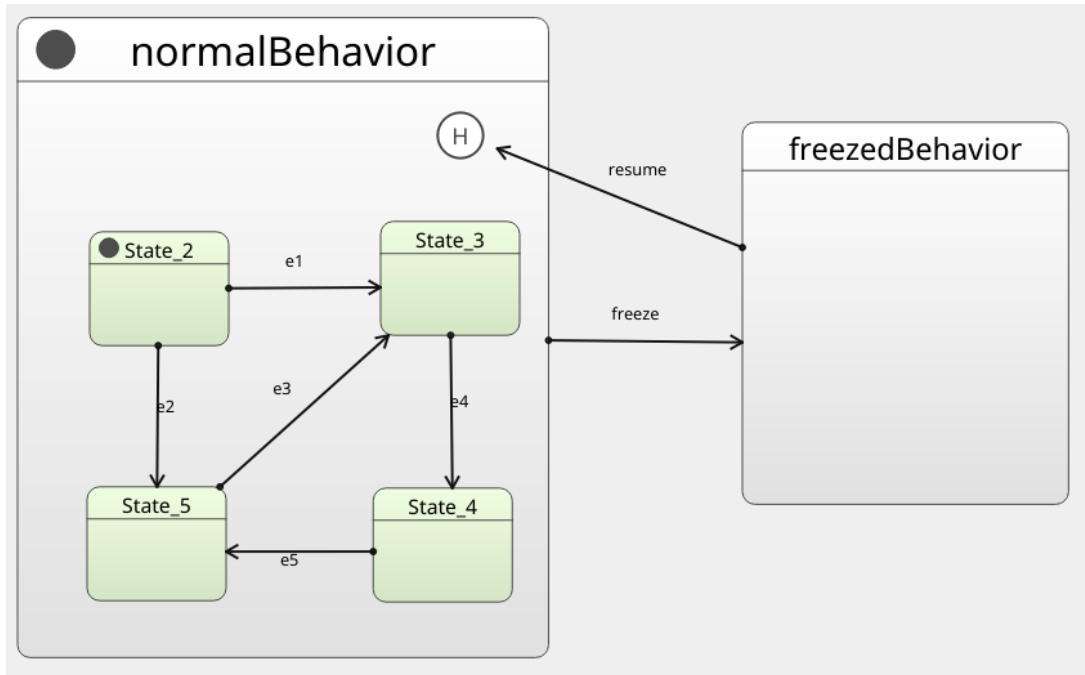 normalBehavior
H
freezedBehavior
resume
State_2
State_3
e1
freeze
e3
e2
e4
State_5
State_4
e5